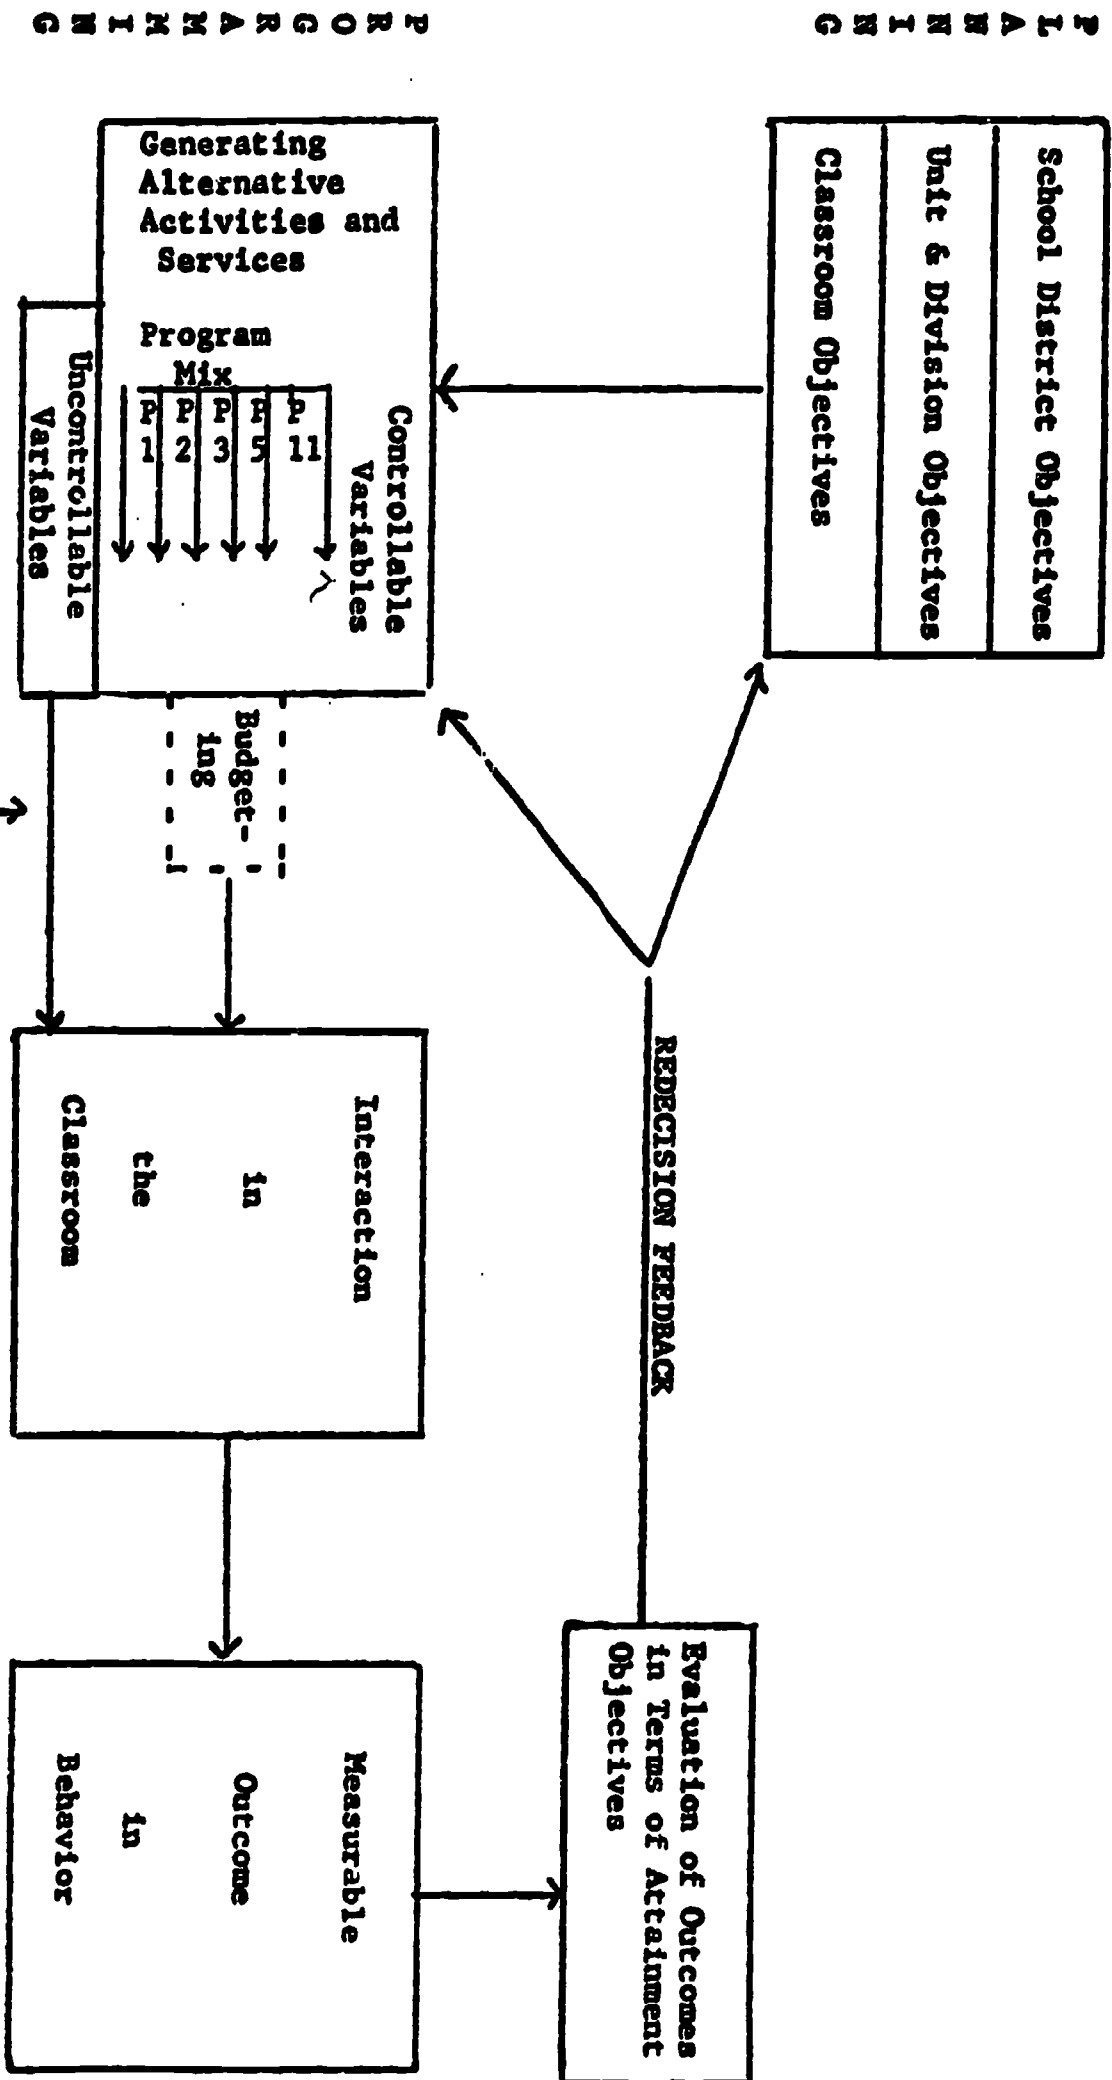 PLANNING
School District Objectives
Unit & Division Objectives
Classroom Objectives
PROGRAMMING
Generating
Alternative
Activities and
Services
Program
Mix
P P P P P
1 2 3 5 11
Controllable
Variables
Uncontrollable
Variables
Budget-
ing
Interaction
in
the
Classroom
Measurable
Outcome
in
Behavior
Evaluation of Outcomes
in Terms of Attainment
Objectives
REDECISION FEEDBACK